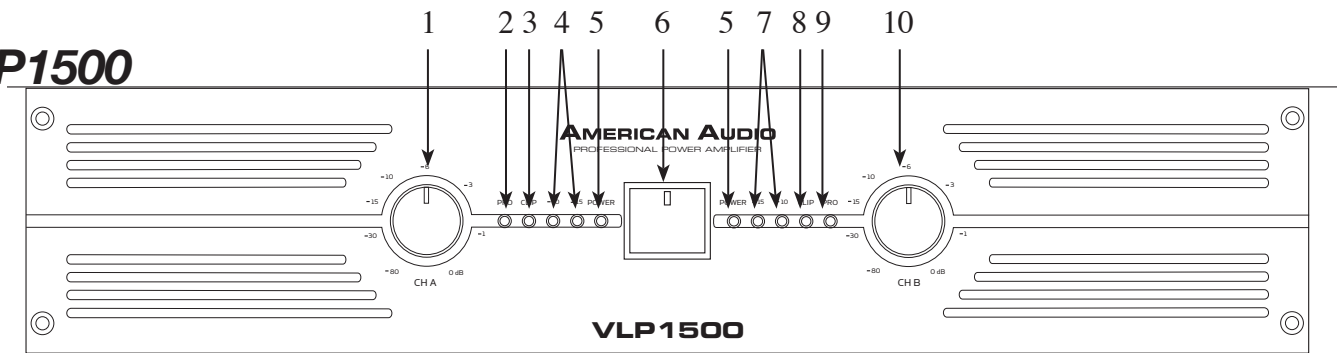 1 2 3 4 5 6 5 7 8 9 10
P1500
AMERICAN AUDIO
PROFESSIONAL POWER AMPLIFIER
-6 -6
-10 -3 -10 -3
-15 POWER POWER -15
-30 -1 -30 -1
-80 0 dB -80 0 dB
CH A CH B
VLP1500